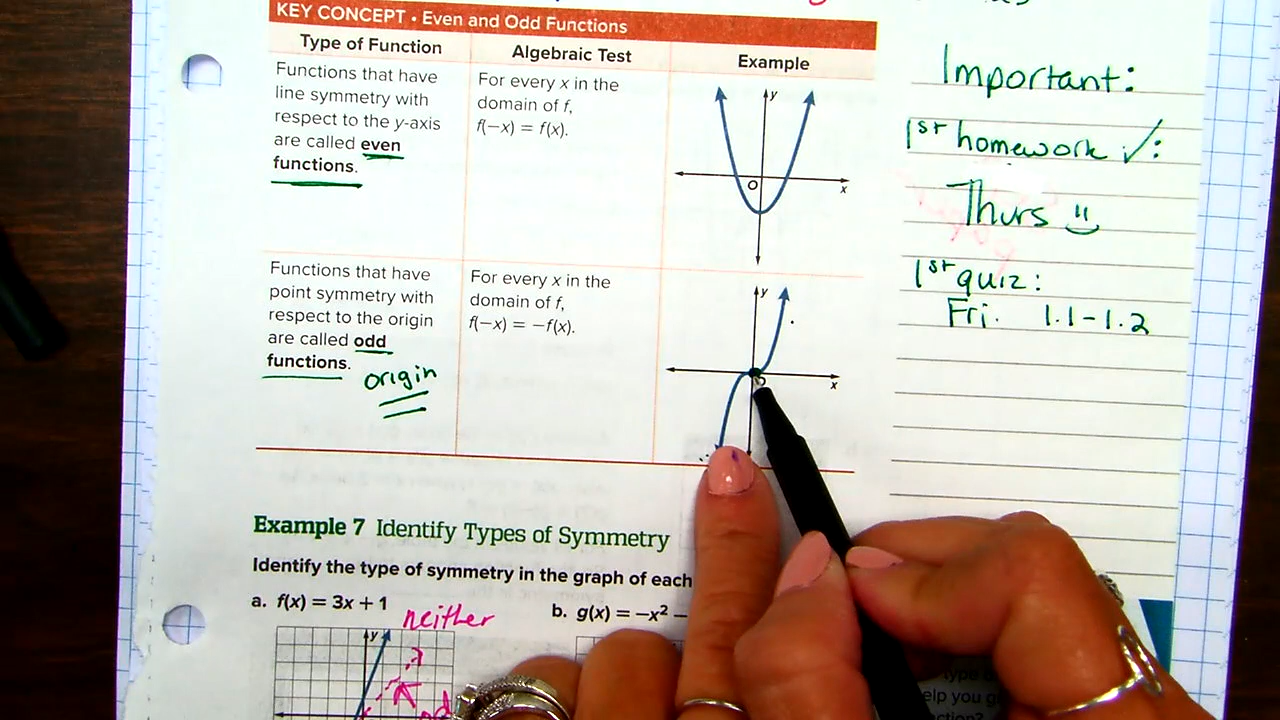 KEY CONCEPT • Even and Odd Functions
Type of Function
Algebraic Test
Example
Functions that have
line symmetry with
respect to the y-axis
are called even
functions.
For every x in the
domain of f,
f(−x) = f(x).
y
O
x
Functions that have
point symmetry with
respect to the origin
are called odd
functions.
origin
For every x in the
domain of f,
f(−x) = −f(x).
y
x
Important:
1st homework ✓:
Thurs
1st quiz:
Fri. 1.1-1.2
Example 7 Identify Types of Symmetry
Identify the type of symmetry in the graph of each
a. f(x) = 3x + 1
neither
b. g(x) = −x² −
y